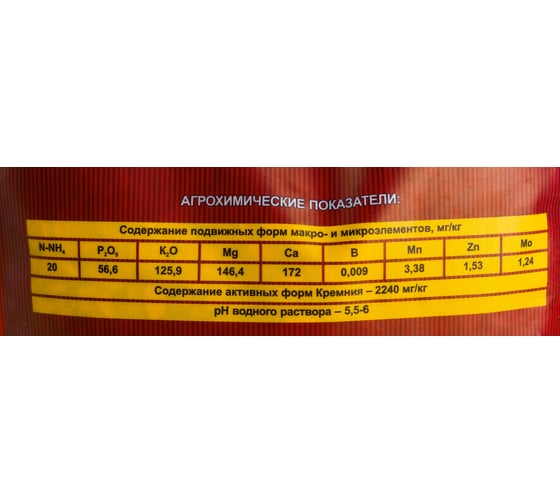 АГРОХИМИЧЕСКИЕ ПОКАЗАТЕЛИ:
Содержание подвижных форм макро- и микроэлементов, мг/кг
N-NH₄ P₂O₅ K₂O Mg Ca B Mn Zn Mo
20 56,6 125,9 146,4 172 0,009 3,38 1,53 1,24
Содержание активных форм Кремния – 2240 мг/кг
pH водного раствора – 5,5-6